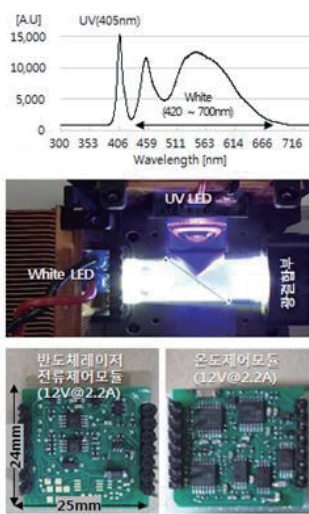 [A.U]
UV(405nm)
15,000
10,000
5,000
0
White
(420 ~ 700nm)
300 353 406 459 511 563 614 666 716
Wavelength [nm]
UV LED
White LED
반도체레이저
전류제어모듈
(12V@2.2A)
24mm
25mm
온도제어모듈
(12V@2.2A)